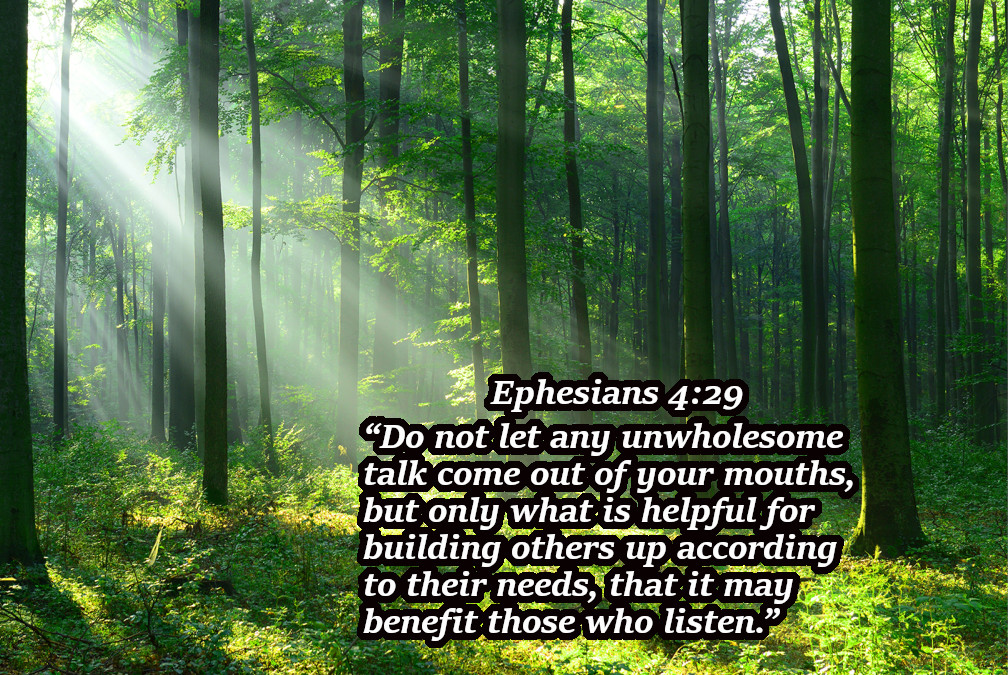 Ephesians 4:29
“Do not let any unwholesome
talk come out of your mouths,
but only what is helpful for
building others up according
to their needs, that it may
benefit those who listen.”